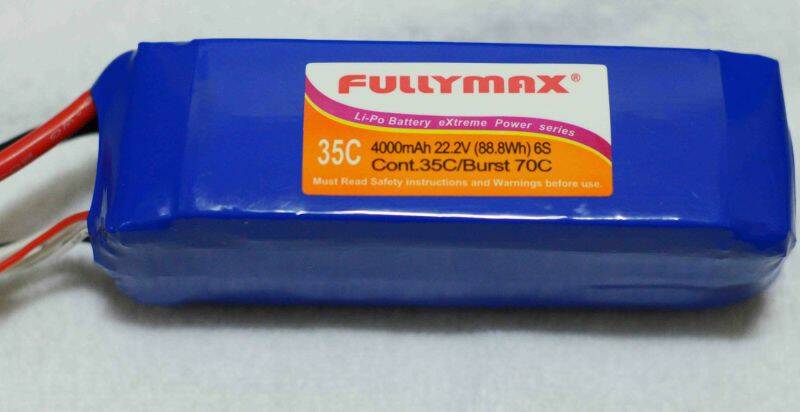 FULLYMAX®
Li-Po Battery eXtreme Power series
35C 4000mAh 22.2V (88.8Wh) 6S
Cont.35C/Burst 70C
Must Read Safety instructions and Warnings before use.